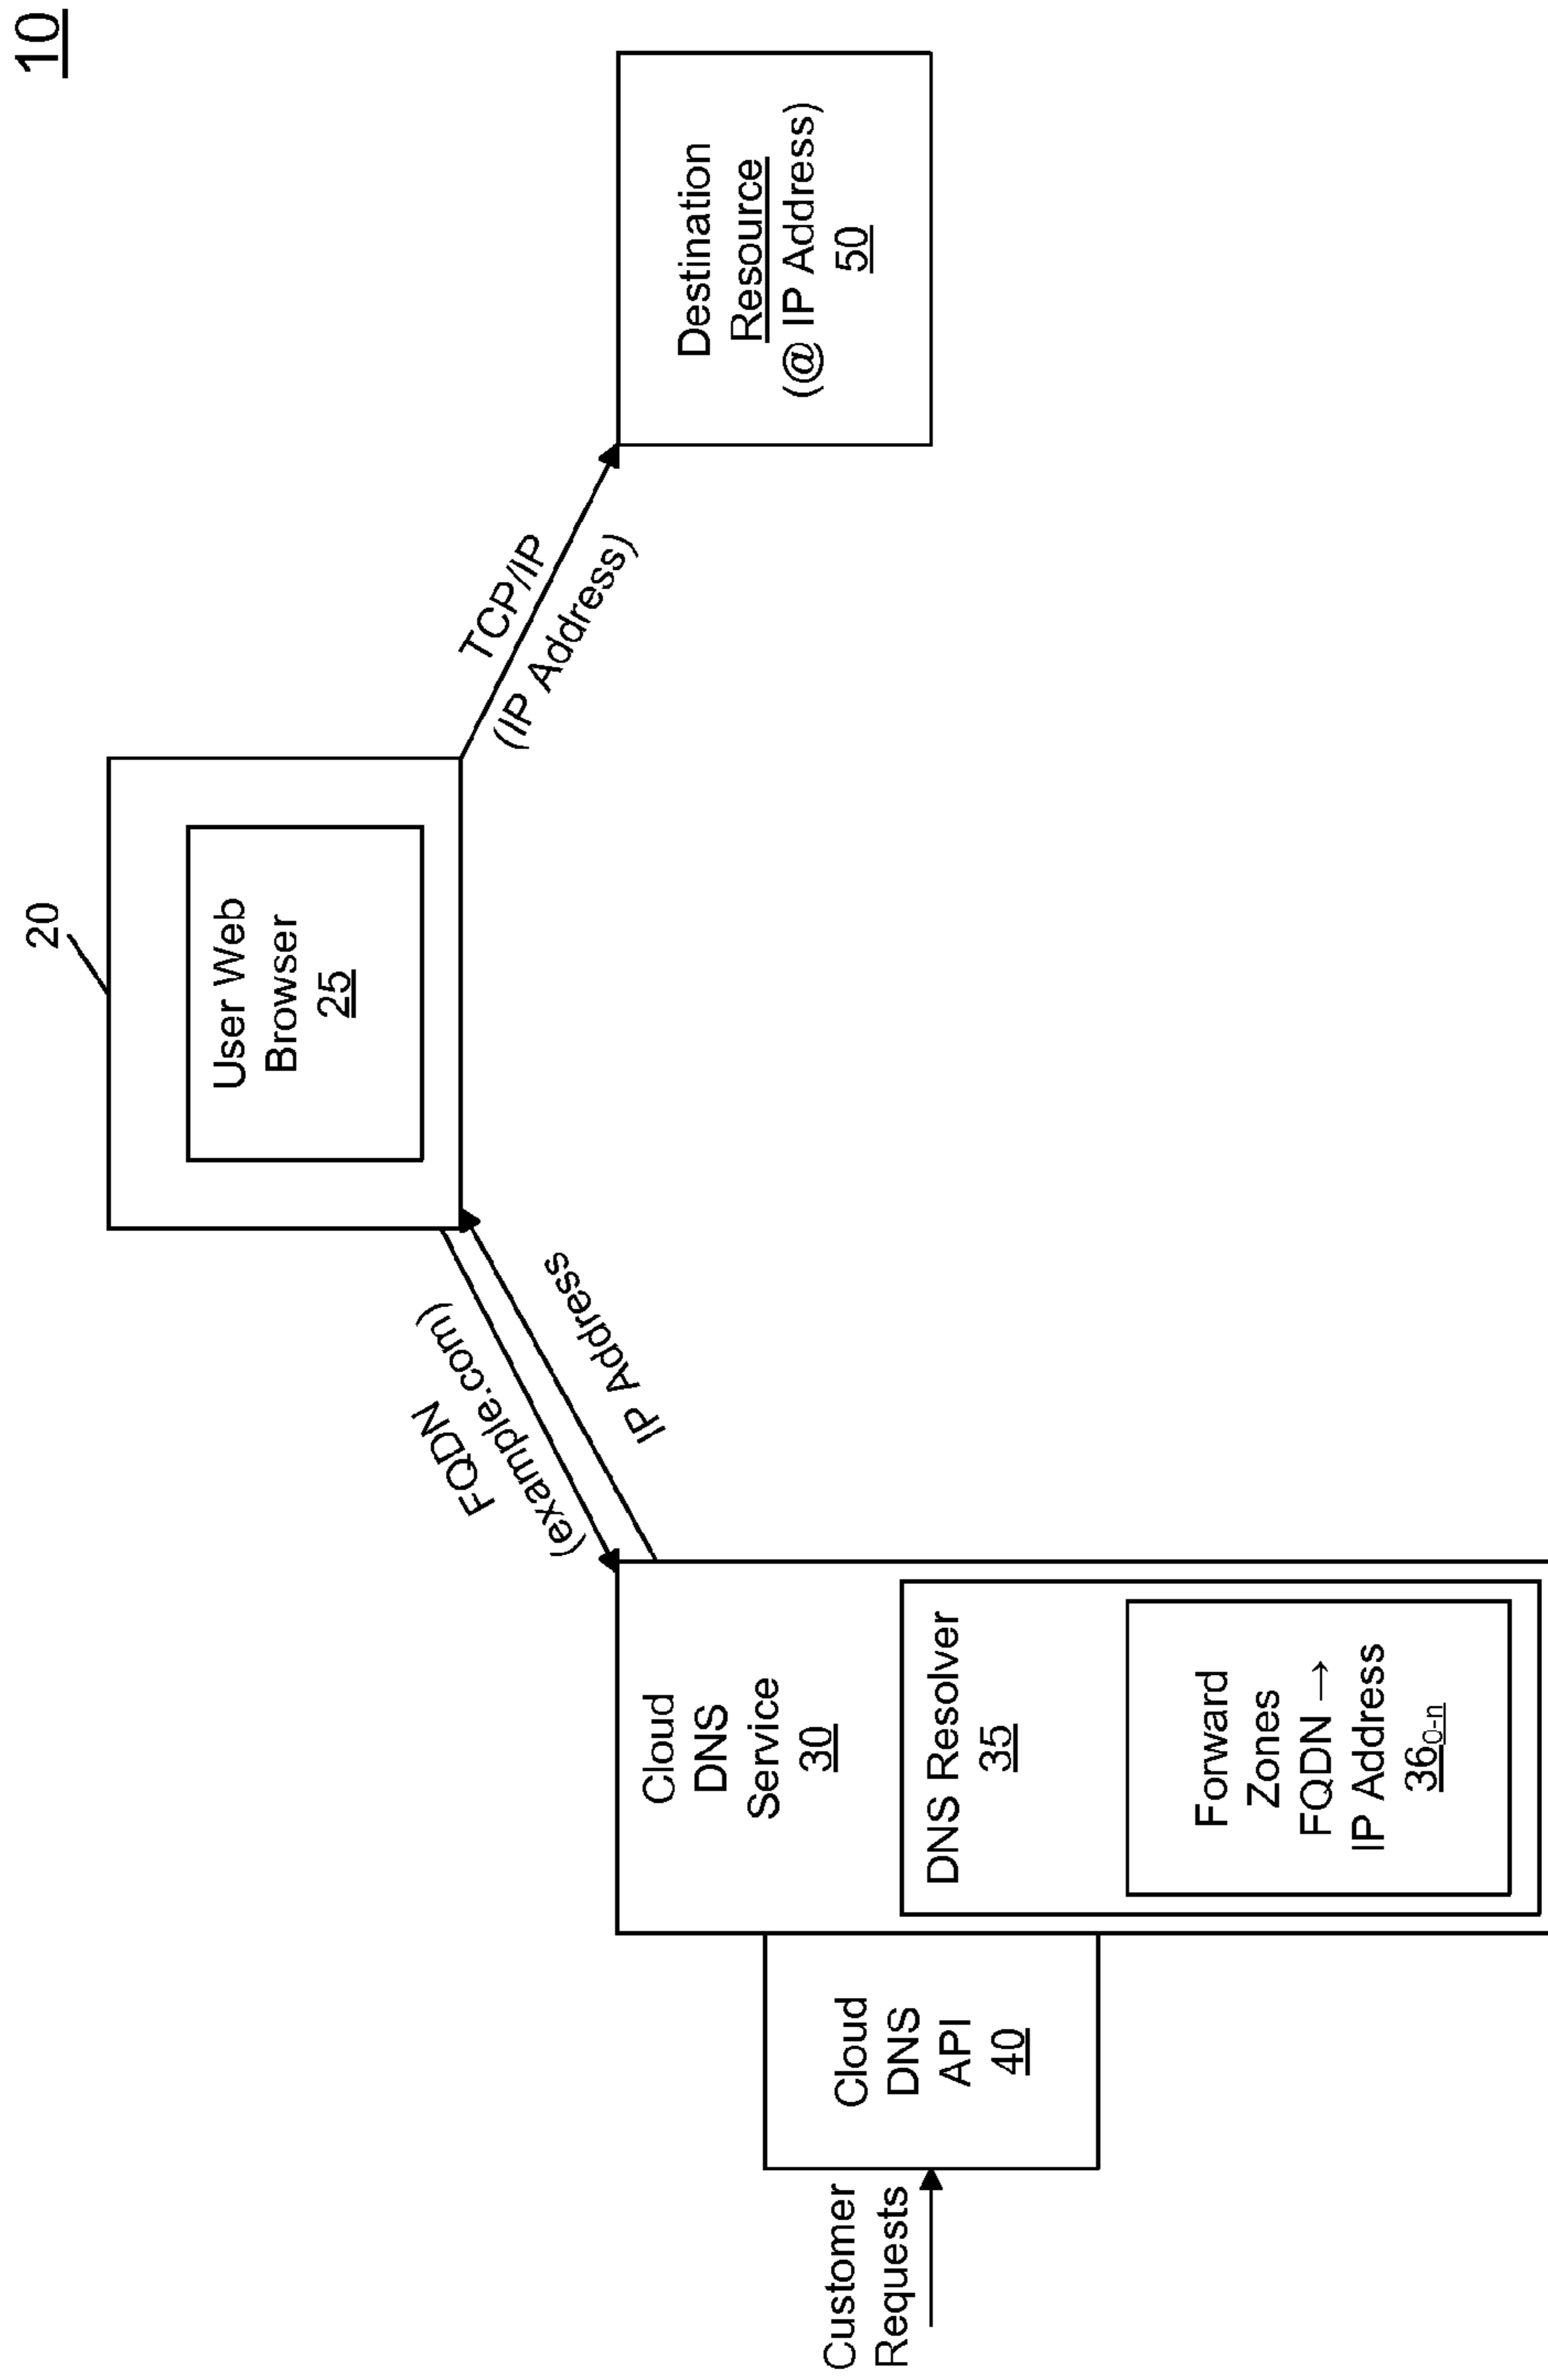 10
20
User Web
Browser
25
FQDN
(example.com)
IP Address
TCP/IP
(IP Address)
Destination
Resource
(@ IP Address)
50
Customer
Requests
Cloud
DNS
API
40
Cloud
DNS
Service
30
DNS Resolver
35
Forward
Zones
FQDN →
IP Address
36₀₋ₙ